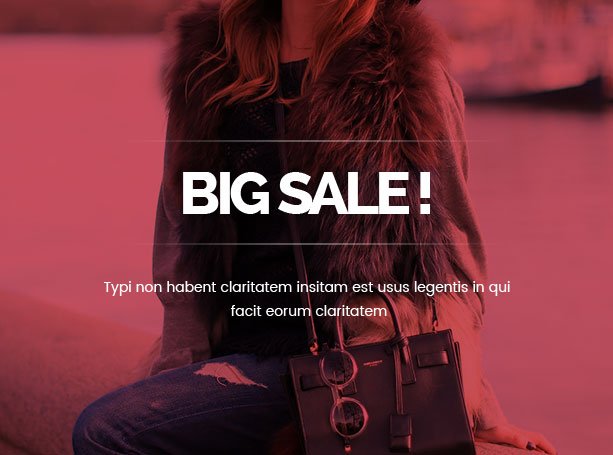 BIG SALE !
Typi non habent claritatem insitam est usus legentis in qui
facit eorum claritatem